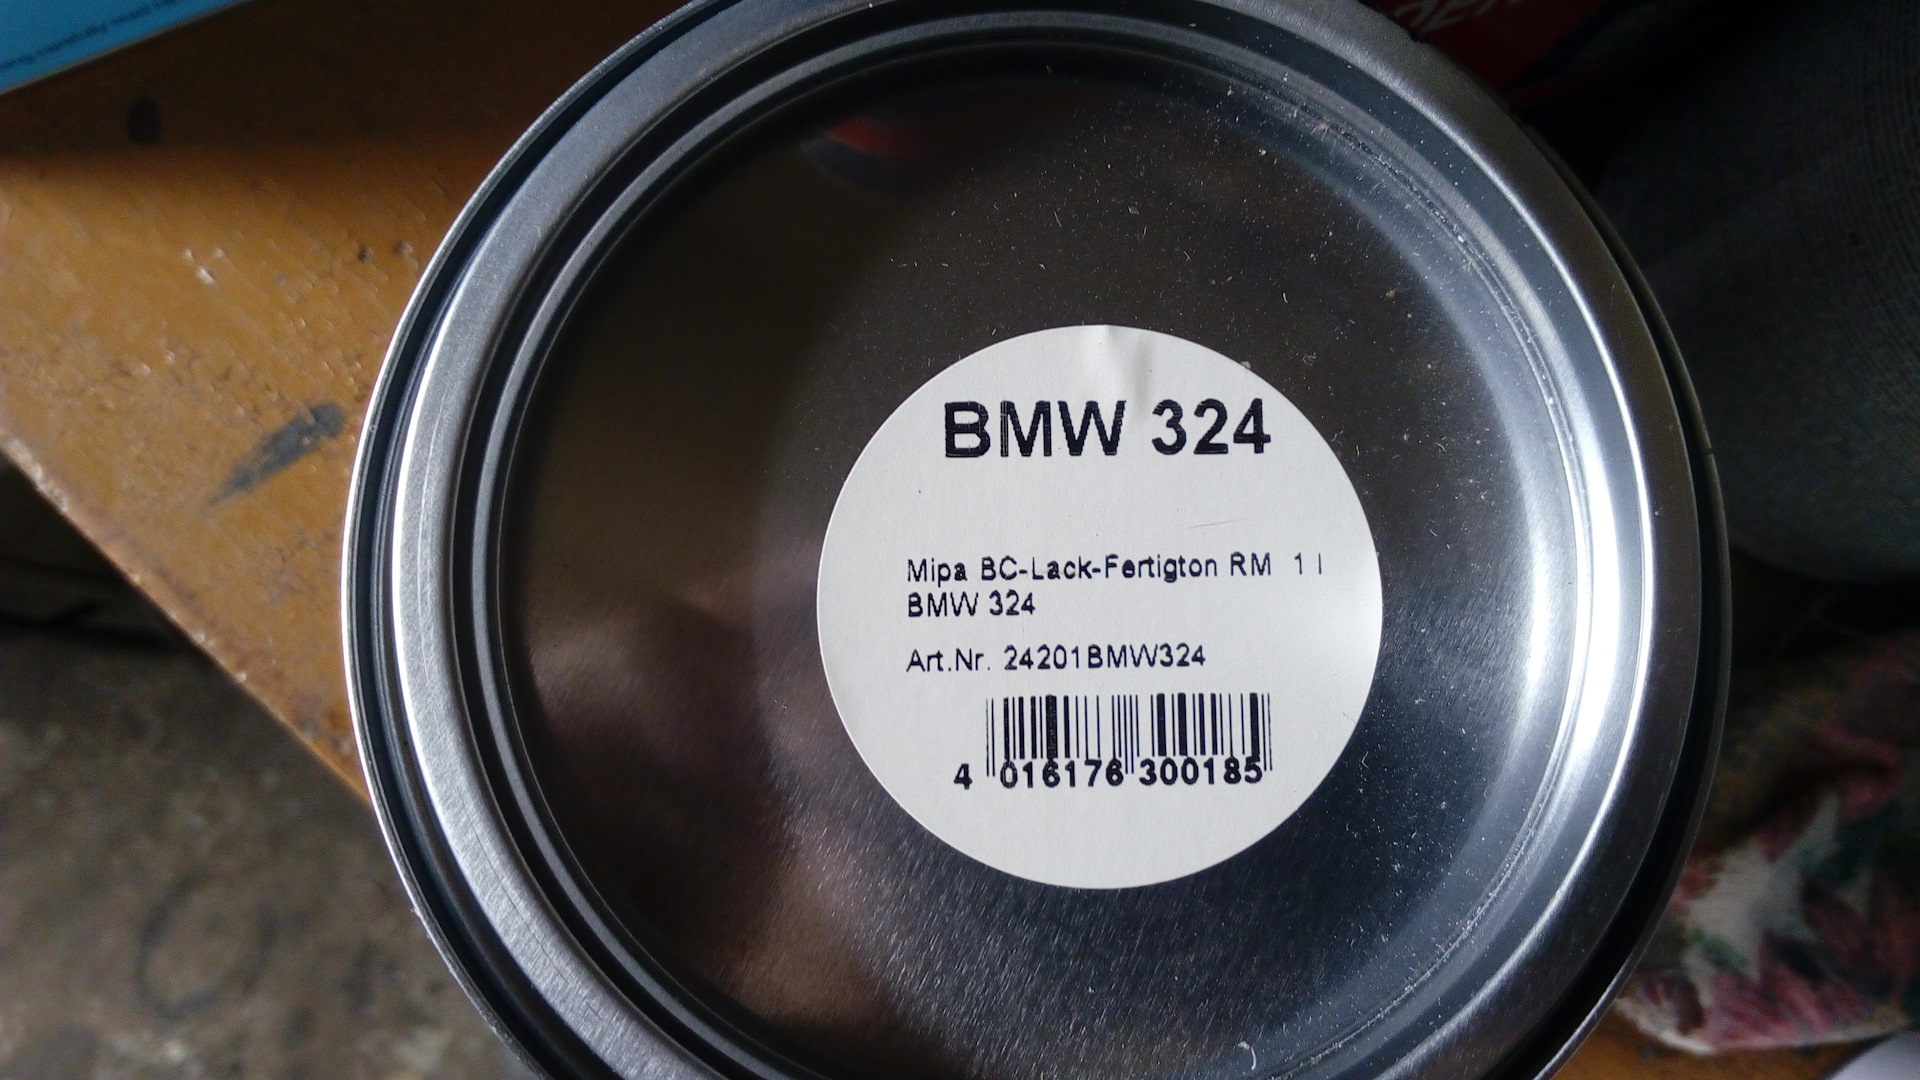 BMW 324
Mipa BC-Lack-Fertigton RM 1 l
BMW 324
Art.Nr. 24201BMW324
4 016176 300185